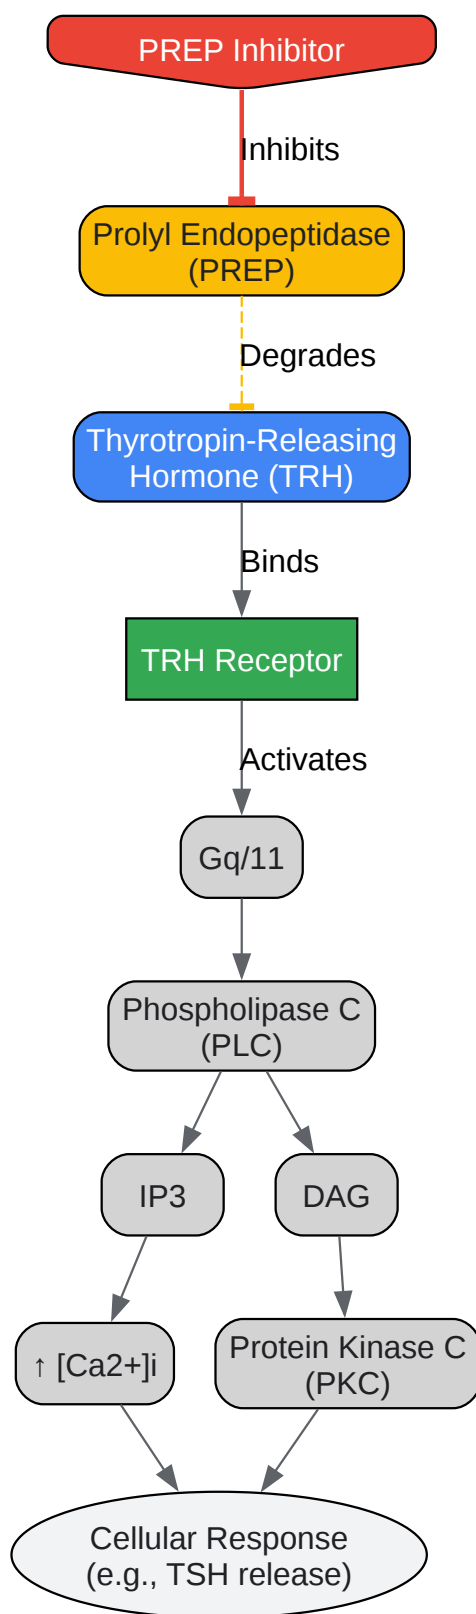 PREP Inhibitor
Inhibits
Prolyl Endopeptidase
(PREP)
Degrades
Thyrotropin-Releasing
Hormone (TRH)
Binds
TRH Receptor
Activates
Gq/11
Phospholipase C
(PLC)
IP3
DAG
↑ [Ca2+]i
Protein Kinase C
(PKC)
Cellular Response
(e.g., TSH release)